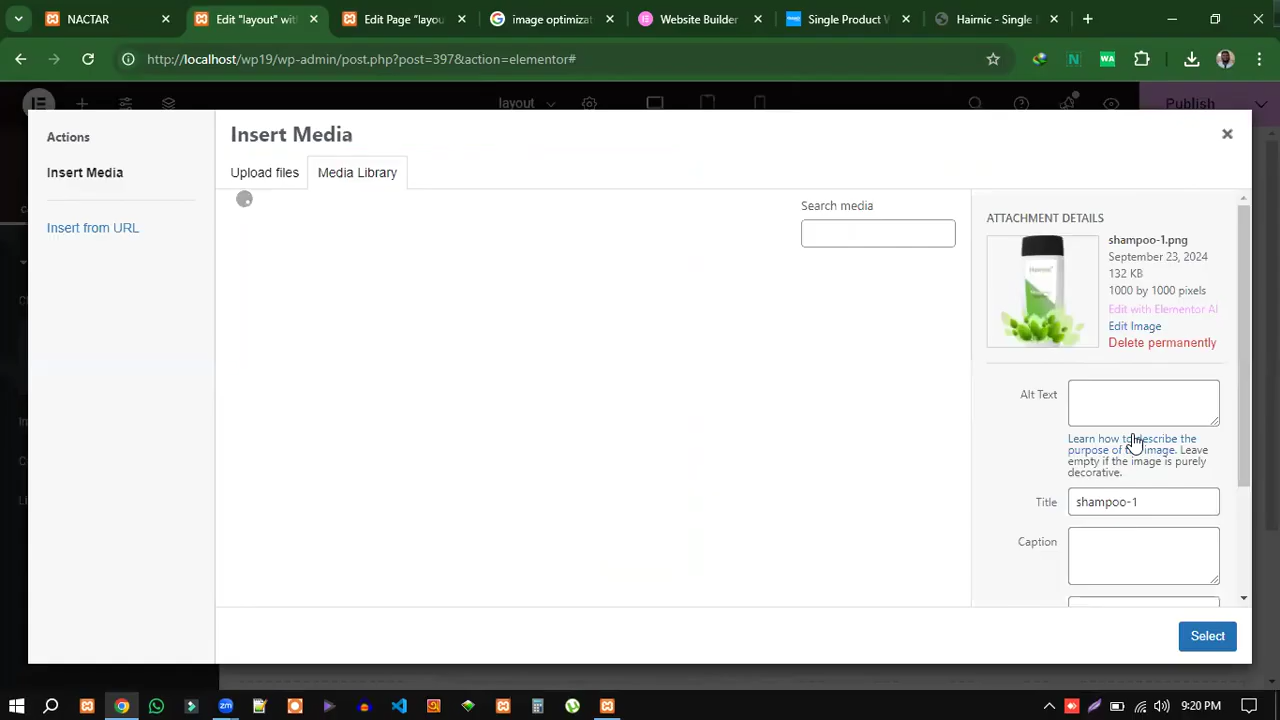 NACTAR
Edit "layout" wit
Edit Page “layou
image optimizat
Website Builder
Single Product W
Hairnic - Single
http://localhost/wp19/wp-admin/post.php?post=397&action=elementor#
layout
Publish
Actions
Insert Media
Insert from URL
Insert Media
Upload files
Media Library
Search media
ATTACHMENT DETAILS
shampoo-1.png
September 23, 2024
132 KB
1000 by 1000 pixels
Edit with Elementor AI
Edit Image
Delete permanently
Alt Text
Learn how to describe the
purpose of the image. Leave
empty if the image is purely
decorative.
Title
shampoo-1
Caption
Select
9:20 PM